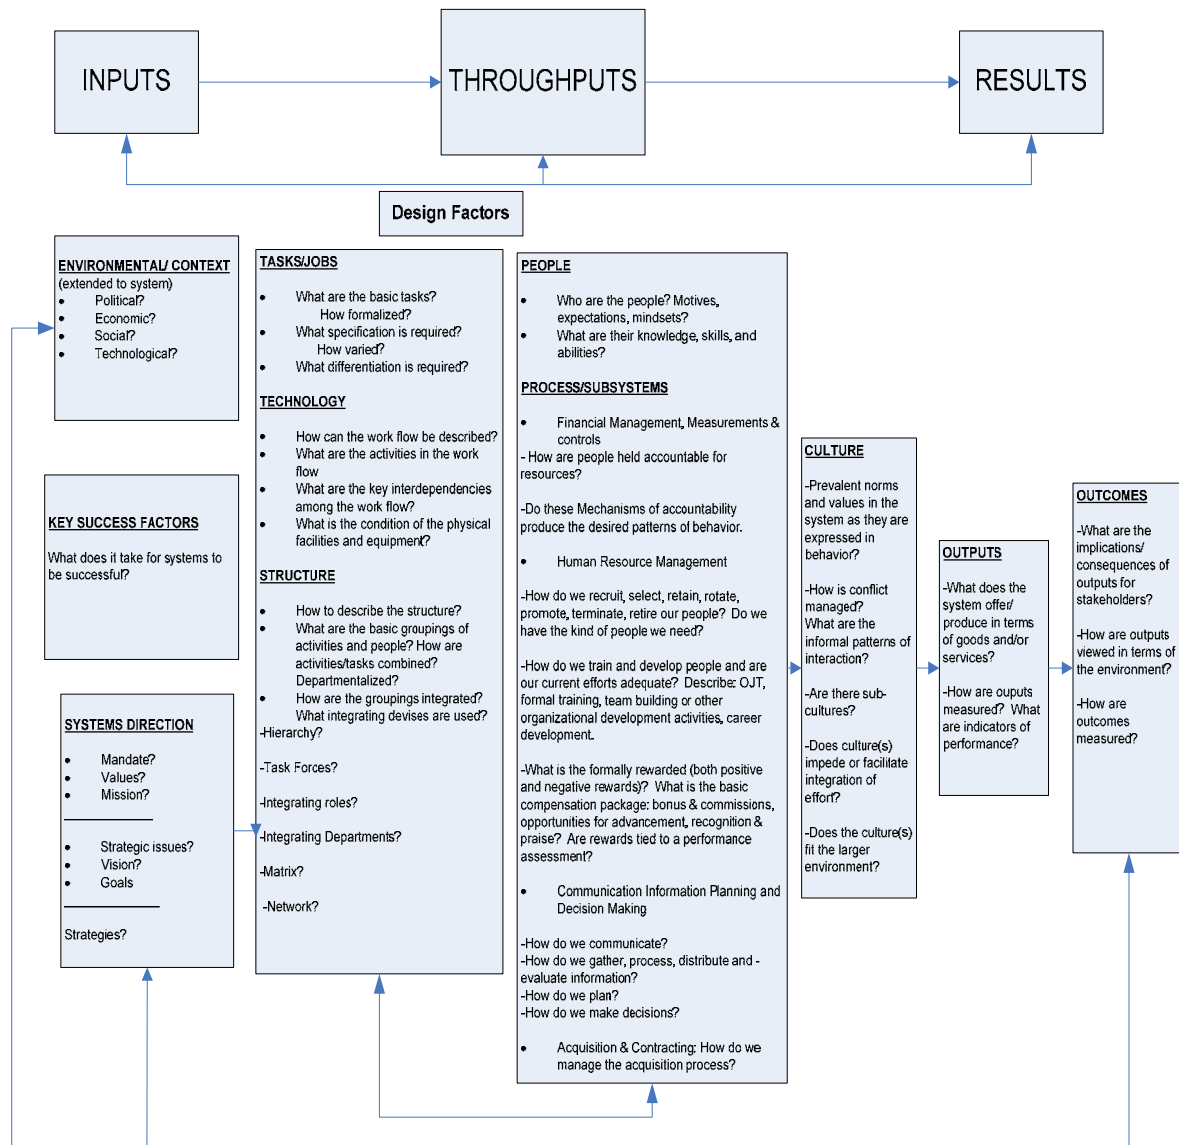 INPUTS
THROUGHPUTS
RESULTS
Design Factors
ENVIRONMENTAL/ CONTEXT
(extended to system)
• Political?
• Economic?
• Social?
• Technological?
KEY SUCCESS FACTORS
What does it take for systems to
be successful?
SYSTEMS DIRECTION
• Mandate?
• Values?
• Mission?
• Strategic issues?
• Vision?
• Goals
Strategies?
TASKS/JOBS
• What are the basic tasks?
How formalized?
• What specification is required?
How varied?
• What differentiation is required?
TECHNOLOGY
• How can the work flow be described?
• What are the activities in the work
flow
• What are the key interdependencies
among the work flow?
• What is the condition of the physical
facilities and equipment?
STRUCTURE
• How to describe the structure?
• What are the basic groupings of
activities and people? How are
activities/tasks combined?
Departmentalized?
• How are the groupings integrated?
What integrating devises are used?
-Hierarchy?
-Task Forces?
-Integrating roles?
-Integrating Departments?
-Matrix?
-Network?
PEOPLE
• Who are the people? Motives,
expectations, mindsets?
• What are their knowledge, skills, and
abilities?
PROCESS/SUBSYSTEMS
• Financial Management, Measurements &
controls
- How are people held accountable for
resources?
-Do these Mechanisms of accountability
produce the desired patterns of behavior.
• Human Resource Management
-How do we recruit, select, retain, rotate,
promote, terminate, retire our people? Do we
have the kind of people we need?
-How do we train and develop people and are
our current efforts adequate? Describe: OJT,
formal training, team building or other
organizational development activities, career
development.
-What is the formally rewarded (both positive
and negative rewards)? What is the basic
compensation package: bonus & commissions,
opportunities for advancement, recognition &
praise? Are rewards tied to a performance
assessment?
• Communication Information Planning and
Decision Making
-How do we communicate?
-How do we gather, process, distribute and -
evaluate information?
-How do we plan?
-How do we make decisions?
• Acquisition & Contracting: How do we
manage the acquisition process?
CULTURE
-Prevalent norms
and values in the
system as they are
expressed in
behavior?
-How is conflict
managed?
What are the
informal patterns of
interaction?
-Are there sub-
cultures?
-Does culture(s)
impede or facilitate
integration of
effort?
-Does the culture(s)
fit the larger
environment?
OUTPUTS
-What does the
system offer/
produce in terms
of goods and/or
services?
-How are ouputs
measured? What
are indicators of
performance?
OUTCOMES
-What are the
implications/
consequences of
outputs for
stakeholders?
-How are outputs
viewed in terms of
the environment?
-How are
outcomes
measured?